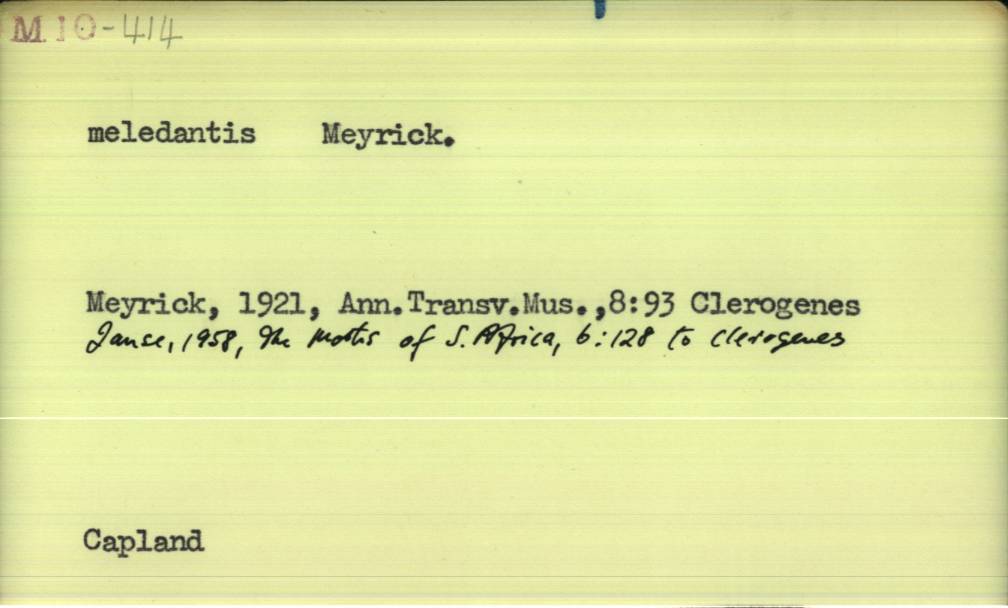 M10-414
meledantis Meyrick.
Meyrick, 1921, Ann.Transv.Mus.,8:93 Clerogenes
Janse, 1958, The Moths of S. Africa, 6:128 to Clerogenes
Capland